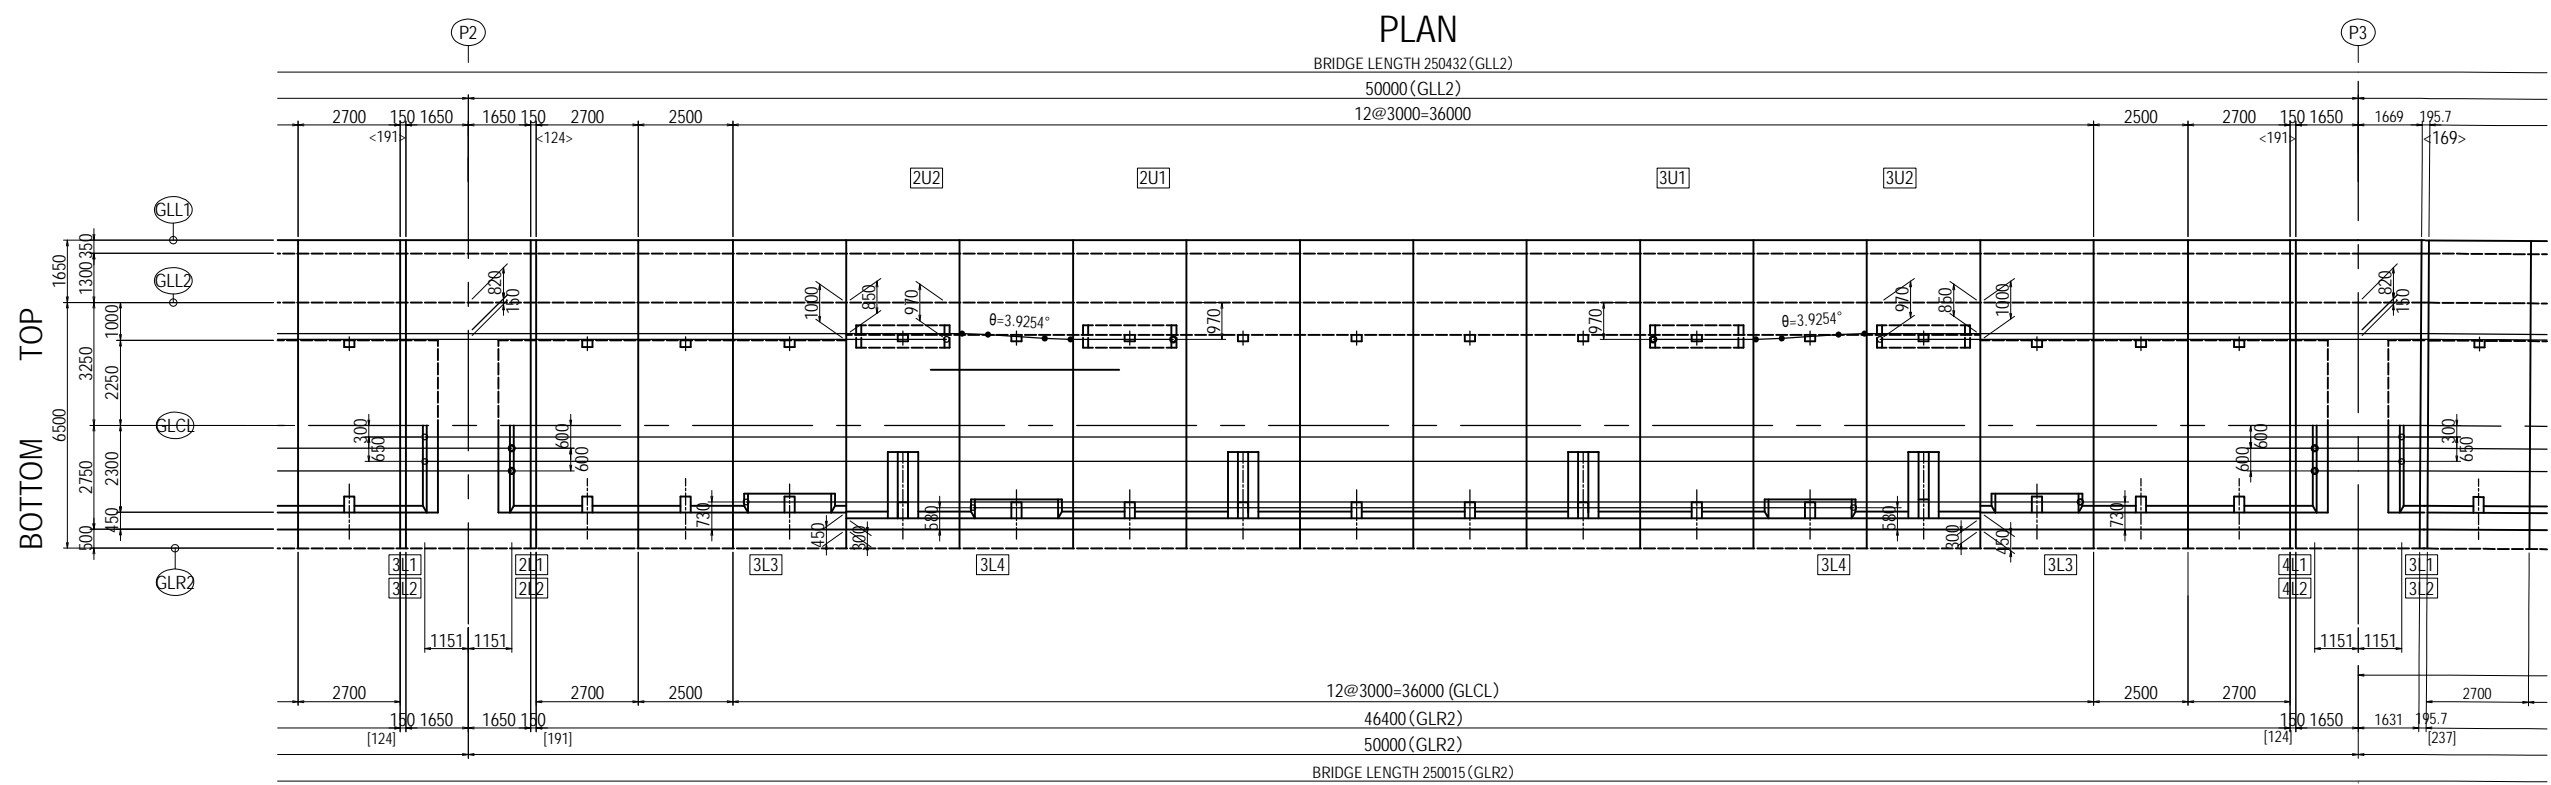 PLAN
P2
P3
BRIDGE LENGTH 250432(GLL2)
50000(GLL2)
2700 150 1650 1650 150 2700 2500 12@3000=36000 2500 2700 150 1650 1669 195.7
<191> <124> <191> <169>
2U2 2U1 3U1 3U2
GLL1
GLL2
GLCL
GLR2
TOP
BOTTOM
1650 6500
350 1300 3250 2750 500
1000 2250 2300 450
820 150
1000 850 970
θ=3.9254°
970
970
θ=3.9254°
970 850 1000
820 150
300 650
600 600
730 450 300 580
580 300 450 730
600 600
300 650
3L1 2L1 3L3 3L4 3L4 3L3 4L1 3L1
3L2 2L2 4L2 3L2
1151 1151 1151 1151
2700 2700 2500 12@3000=36000 (GLCL) 2500 2700 2700
150 1650 1650 150 46400(GLR2) 150 1650 1631 195.7
[124] [191] [124] [237]
50000(GLR2)
BRIDGE LENGTH 250015(GLR2)